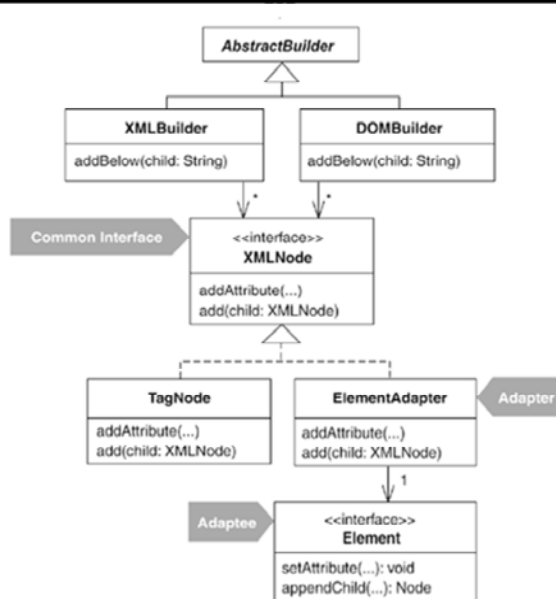 AbstractBuilder
XMLBuilder
addBelow(child: String)
DOMBuilder
addBelow(child: String)
*
*
Common Interface
<<interface>>
XMLNode
addAttribute(...)
add(child: XMLNode)
TagNode
addAttribute(...)
add(child: XMLNode)
ElementAdapter
addAttribute(...)
add(child: XMLNode)
Adapter
1
Adaptee
<<interface>>
Element
setAttribute(...): void
appendChild(...): Node